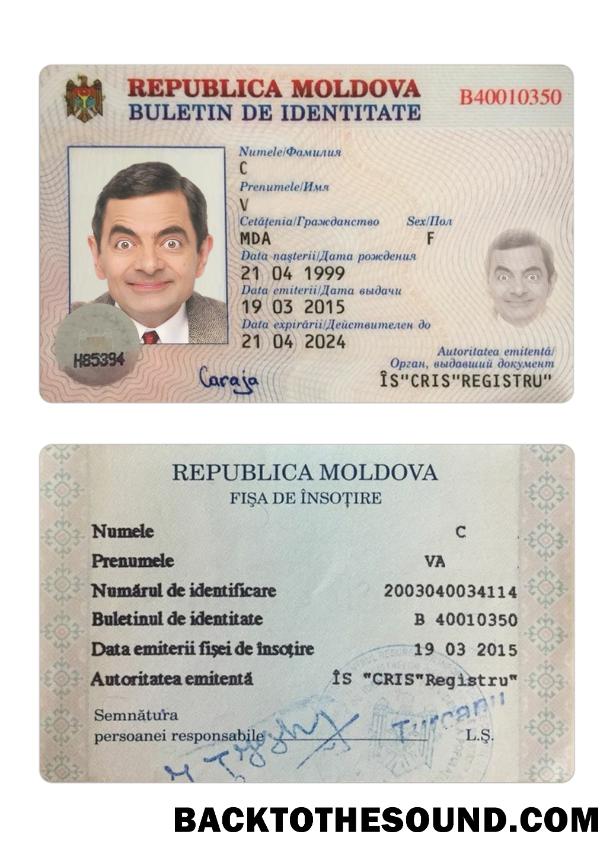 REPUBLICA MOLDOVA
BULETIN DE IDENTITATE
B40010350
Numele/Фамилия
C
Prenumele/Имя
V
Cetăţenia/Гражданство Sex/Пол
MDA F
Data naşterii/Дата рождения
21 04 1999
Data emiterii/Дата выдачи
19 03 2015
Data expirării/Действителен до
21 04 2024
H85394
Caraja
Autoritatea emitentă/
Орган, выдавший документ
ÎS"CRIS"REGISTRU"
REPUBLICA MOLDOVA
FIŞA DE ÎNSOŢIRE
Numele C
Prenumele VA
Numărul de identificare 2003040034114
Buletinul de identitate B 40010350
Data emiterii fişei de însoţire 19 03 2015
Autoritatea emitentă ÎS "CRIS"Registru"
Semnătura
persoanei responsabile L.Ş.
Ţurcanu
BACKTOTHESOUND.COM